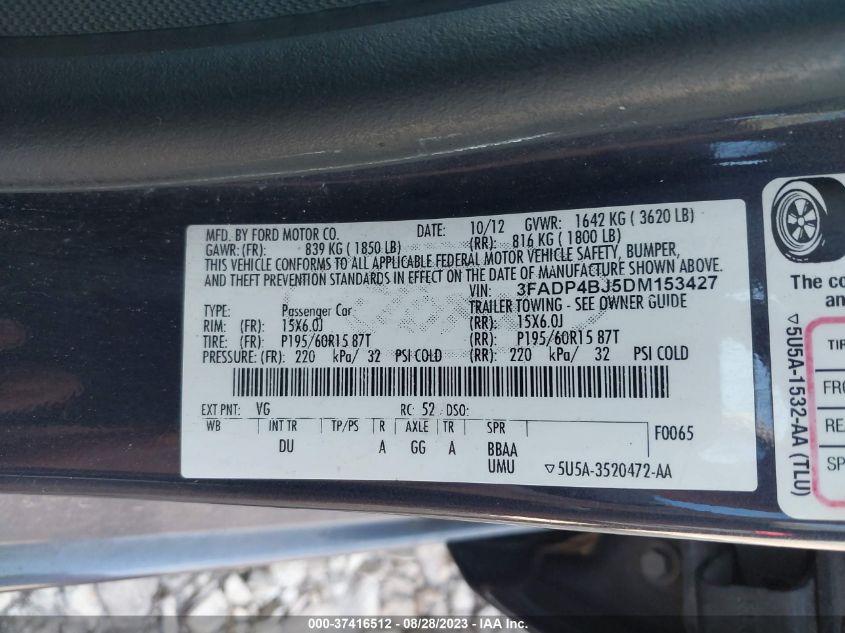 MFD. BY FORD MOTOR CO. DATE: 10/12 GVWR: 1642 KG ( 3620 LB)
GAWR: (FR): 839 KG ( 1850 LB) (RR): 816 KG ( 1800 LB)
THIS VEHICLE CONFORMS TO ALL APPLICABLE FEDERAL MOTOR VEHICLE SAFETY, BUMPER,
AND THEFT PREVENTION STANDARDS IN EFFECT ON THE DATE OF MANUFACTURE SHOWN ABOVE
VIN: 3FADP4BJ5DM153427
TYPE: Passenger Car TRAILER TOWING - SEE OWNER GUIDE
RIM: (FR): 15X6.0J (RR): 15X6.0J
TIRE: (FR): P195/60R15 87T (RR): P195/60R15 87T
PRESSURE: (FR): 220 kPa/ 32 PSI COLD (RR): 220 kPa/ 32 PSI COLD
EXT PNT: VG RC: 52 DSO:
WB INT TR TP/PS R AXLE TR SPR F0065
DU A GG A BBAA
UMU ▽5U5A-3520472-AA
The co
an
▽5U5A-1532-AA (TLU)
TIR
FRO
REA
SP
000-37416512 - 08/28/2023 - IAA Inc.